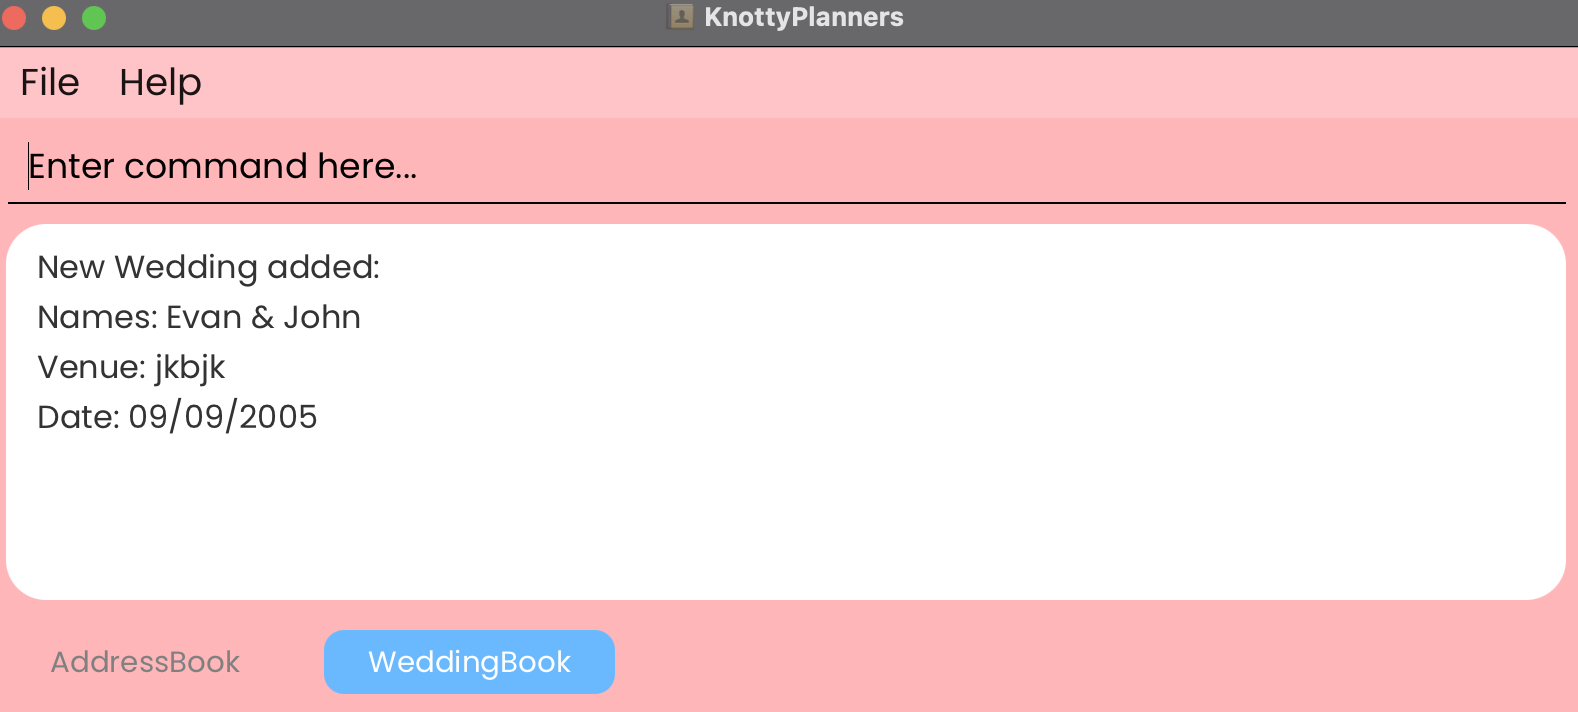 KnottyPlanners
File Help
Enter command here...
New Wedding added:
Names: Evan & John
Venue: jkbjk
Date: 09/09/2005
AddressBook WeddingBook